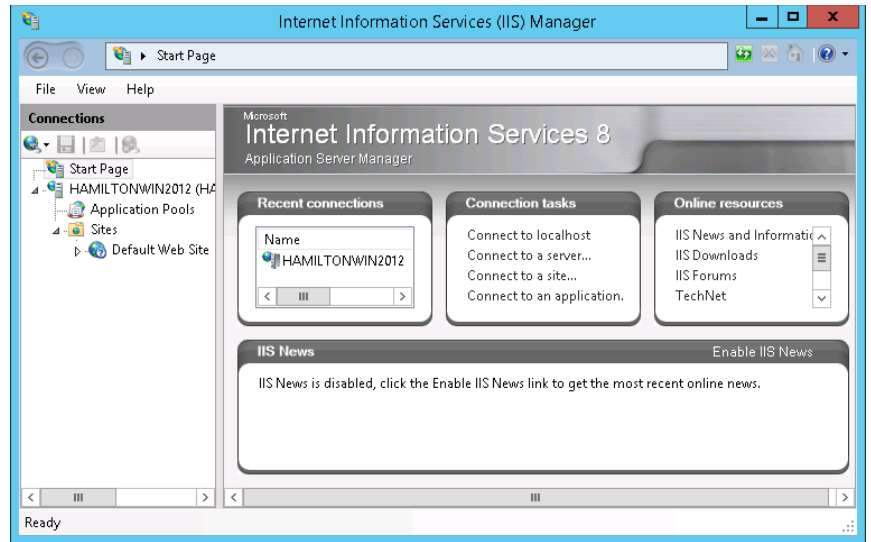 Internet Information Services (IIS) Manager
Start Page
File View Help
Connections
Start Page
HAMILTONWIN2012 (HA
Application Pools
Sites
Default Web Site
Microsoft
Internet Information Services 8
Application Server Manager
Recent connections
Name
HAMILTONWIN2012
Connection tasks
Connect to localhost
Connect to a server...
Connect to a site...
Connect to an application.
Online resources
IIS News and Informatic
IIS Downloads
IIS Forums
TechNet
IIS News
Enable IIS News
IIS News is disabled, click the Enable IIS News link to get the most recent online news.
Ready